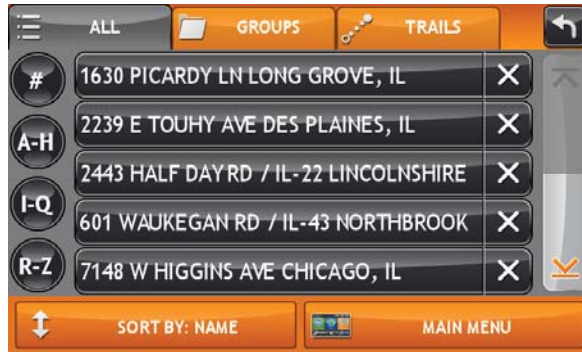 ALL GROUPS TRAILS
# 1630 PICARDY LN LONG GROVE, IL X
A-H 2239 E TOUHY AVE DES PLAINES, IL X
2443 HALF DAY RD / IL-22 LINCOLNSHIRE X
I-Q 601 WAUKEGAN RD / IL-43 NORTHBROOK X
R-Z 7148 W HIGGINS AVE CHICAGO, IL X
SORT BY: NAME MAIN MENU